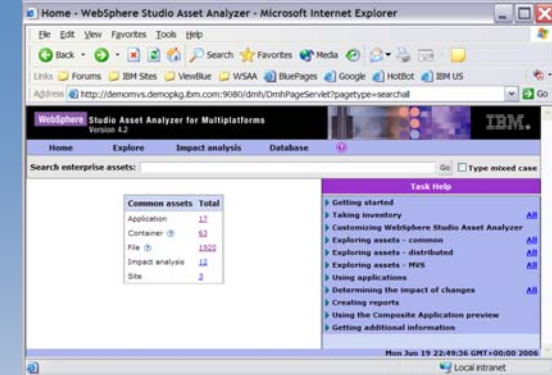 Home - WebSphere Studio Asset Analyzer - Microsoft Internet Explorer
File Edit View Favorites Tools Help
Back Search Favorites Media
Links Forums IBM Sites ViewBlue WSAA BluePages Google HotBot IBM US
Address http://demomvs.demopkg.ibm.com:9080/dmh/DmhPageServlet?pagetype=searchall Go
WebSphere Studio Asset Analyzer for Multiplatforms
Version 4.2
IBM.
Home Explore Impact analysis Database
Search enterprise assets: Go Type mixed case
Common assets Total
Application 17
Container 63
File 1920
Impact analysis 12
Site 3
Task Help
Getting started
Taking inventory All
Customizing WebSphere Studio Asset Analyzer
Exploring assets - common All
Exploring assets - distributed All
Exploring assets - MVS All
Using applications
Determining the impact of changes All
Creating reports
Using the Composite Application preview
Getting additional information
Mon Jun 19 22:49:36 GMT+00:00 2006
Local intranet